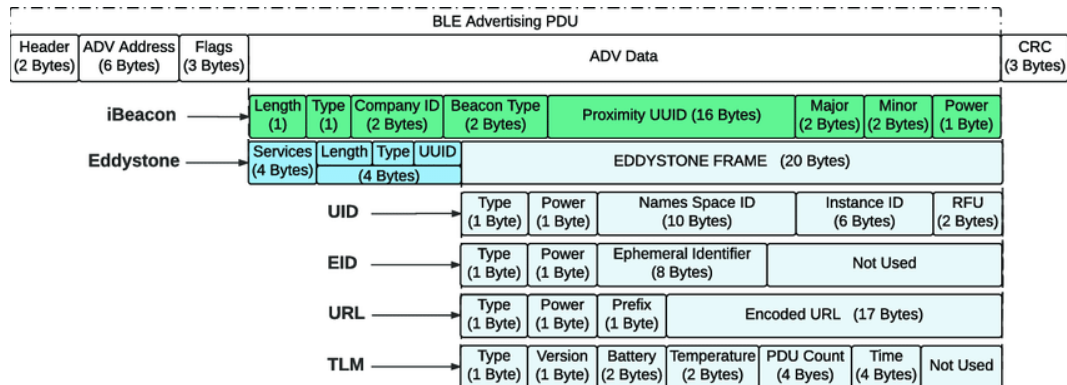 BLE Advertising PDU
Header ADV Address Flags ADV Data CRC
(2 Bytes) (6 Bytes) (3 Bytes) (3 Bytes)
iBeacon
Length Type Company ID Beacon Type Proximity UUID (16 Bytes) Major Minor Power
(1) (1) (2 Bytes) (2 Bytes) (2 Bytes) (2 Bytes) (1 Byte)
Eddystone
Services Length Type UUID EDDYSTONE FRAME (20 Bytes)
(4 Bytes) (4 Bytes)
UID
Type Power Names Space ID Instance ID RFU
(1 Byte) (1 Byte) (10 Bytes) (6 Bytes) (2 Bytes)
EID
Type Power Ephemeral Identifier Not Used
(1 Byte) (1 Byte) (8 Bytes)
URL
Type Power Prefix Encoded URL (17 Bytes)
(1 Byte) (1 Byte) (1 Byte)
TLM
Type Version Battery Temperature PDU Count Time Not Used
(1 Byte) (1 Byte) (2 Bytes) (2 Bytes) (4 Byes) (4 Bytes)